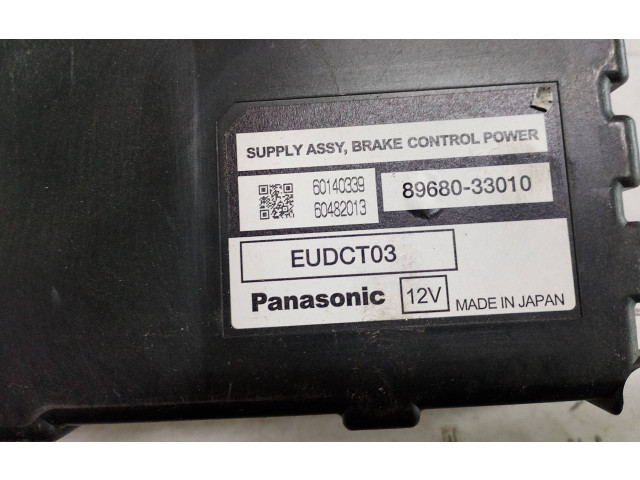 SUPPLY ASSY, BRAKE CONTROL POWER
60140339
60482013
89680-33010
EUDCT03
Panasonic 12V MADE IN JAPAN